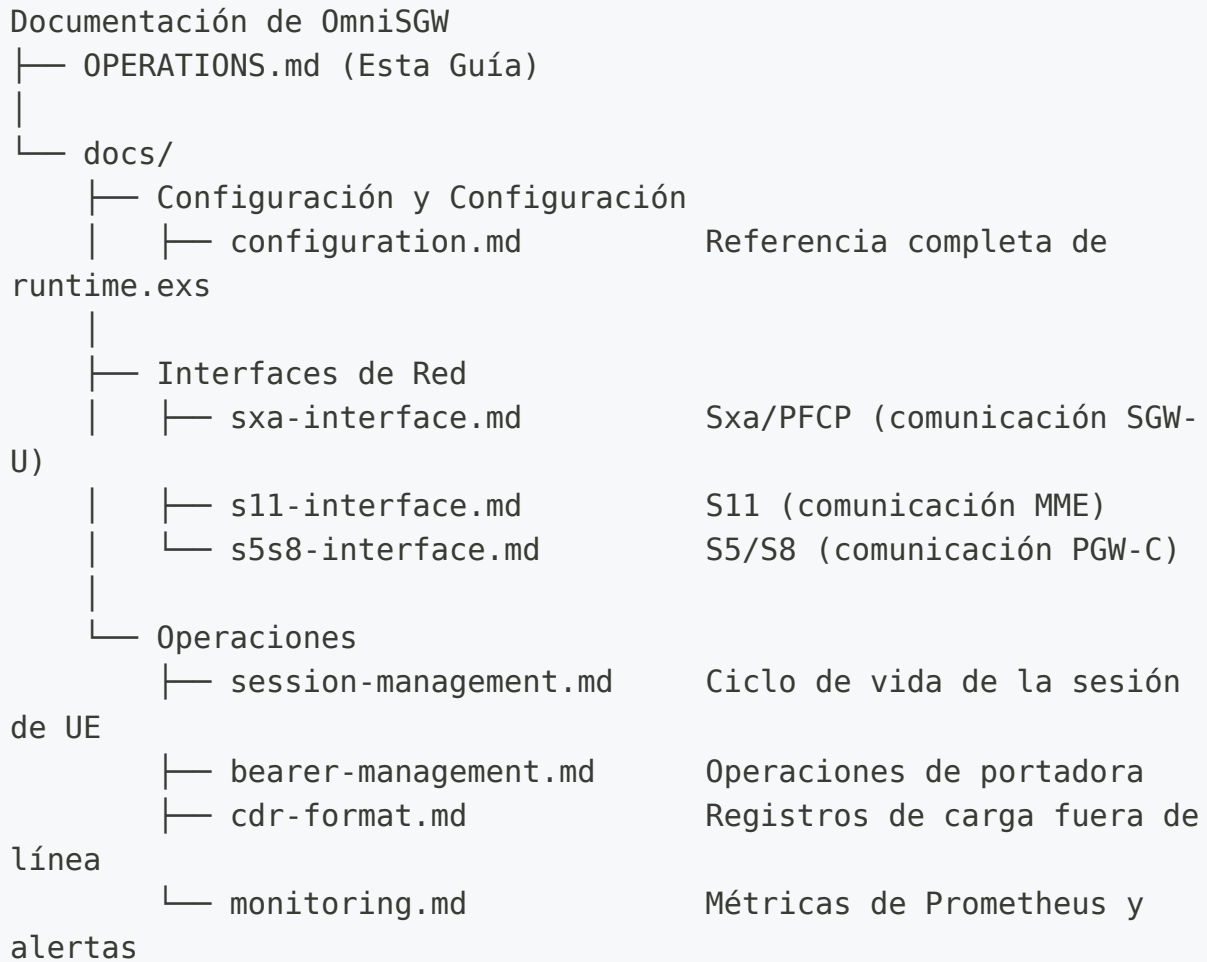 Documentación de OmniSGW
├── OPERATIONS.md (Esta Guía)
│
└── docs/
    ├── Configuración y Configuración
    │   ├── configuration.md          Referencia completa de
runtime.exs
    │
    ├── Interfaces de Red
    │   ├── sxa-interface.md          Sxa/PFCP (comunicación SGW-
U)
    │   ├── s11-interface.md          S11 (comunicación MME)
    │   └── s5s8-interface.md         S5/S8 (comunicación PGW-C)
    │
    └── Operaciones
        ├── session-management.md     Ciclo de vida de la sesión
de UE
        ├── bearer-management.md      Operaciones de portadora
        ├── cdr-format.md             Registros de carga fuera de
línea
        └── monitoring.md             Métricas de Prometheus y
alertas